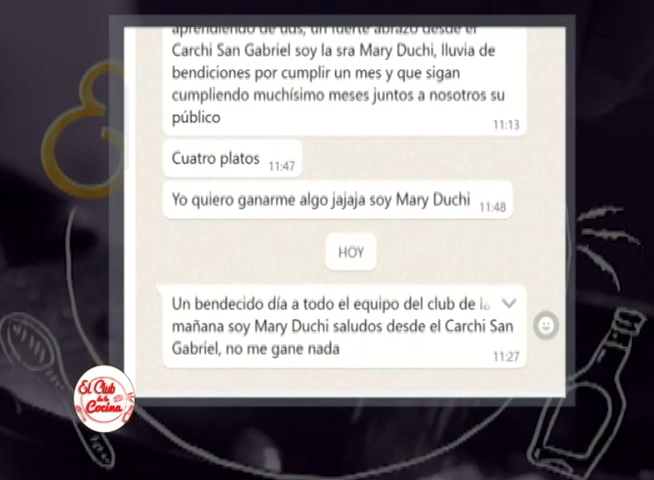 aprendiendo de uds, un fuerte abrazo desde el
Carchi San Gabriel soy la sra Mary Duchi, lluvia de
bendiciones por cumplir un mes y que sigan
cumpliendo muchísimo meses juntos a nosotros su
público
11:13
Cuatro platos 11:47
Yo quiero ganarme algo jajaja soy Mary Duchi 11:48
HOY
Un bendecido día a todo el equipo del club de la
mañana soy Mary Duchi saludos desde el Carchi San
Gabriel, no me gane nada
11:27
El Club
de la
Cocina